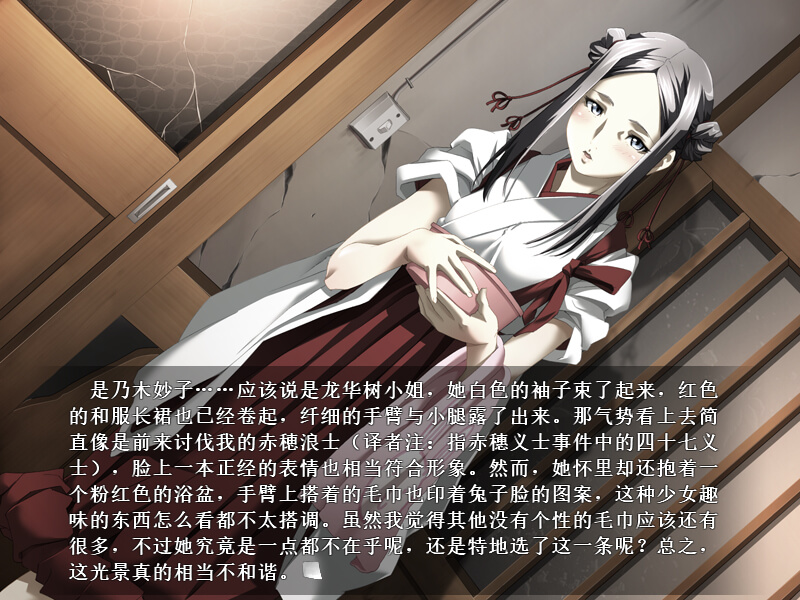 是乃木妙子……应该说是龙华树小姐，她白色的袖子束了起来，红色
的和服长裙也已经卷起，纤细的手臂与小腿露了出来。那气势看上去简
直像是前来讨伐我的赤穗浪士（译者注：指赤穗义士事件中的四十七义
士），脸上一本正经的表情也相当符合形象。然而，她怀里却还抱着一
个粉红色的浴盆，手臂上搭着的毛巾也印着兔子脸的图案，这种少女趣
味的东西怎么看都不太搭调。虽然我觉得其他没有个性的毛巾应该还有
很多，不过她究竟是一点都不在乎呢，还是特地选了这一条呢？总之，
这光景真的相当不和谐。